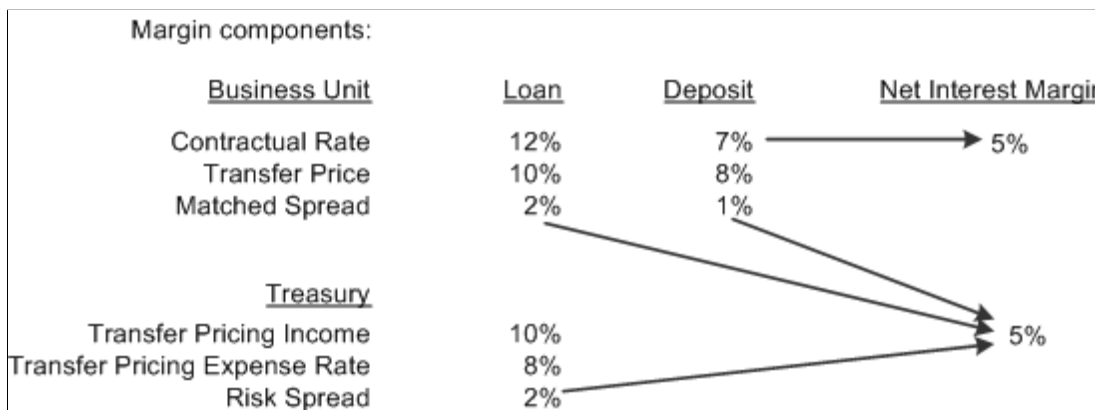 Margin components:
Business Unit Loan Deposit Net Interest Margin
Contractual Rate 12% 7% 5%
Transfer Price 10% 8%
Matched Spread 2% 1%
Treasury
Transfer Pricing Income 10% 5%
Transfer Pricing Expense Rate 8%
Risk Spread 2%